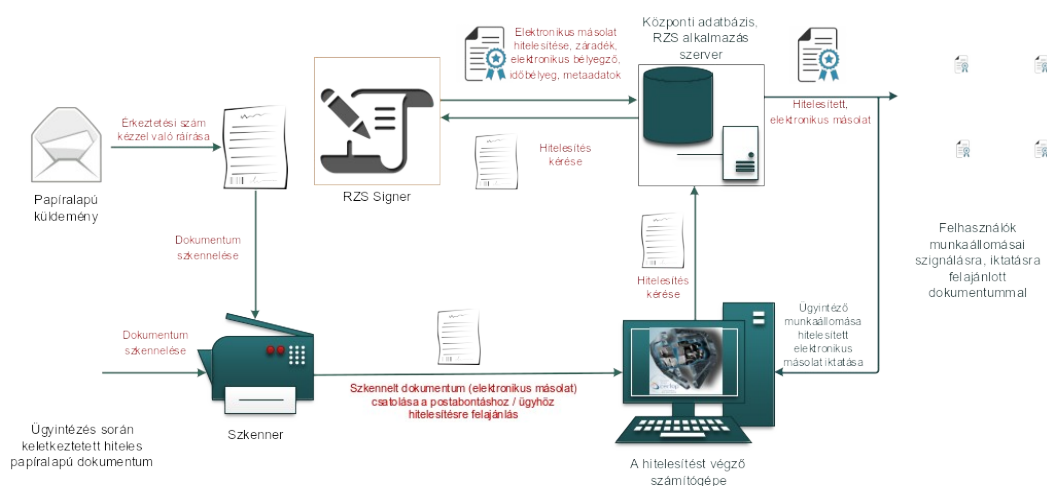 Elektronikus másolat
hitelesítése, záradék,
elektronikus bélyegző,
időbélyeg, metaadatok
Központi adatbázis,
RZS alkalmazás
szerver
Érkeztetési szám
kézzel való ráírása
Hitelesített,
elektronikus másolat
Hitelesítés
kérése
Papíralapú
küldemény
RZS Signer
Dokumentum
szkennelése
Felhasználók
munkaállomásai
szignálásra, iktatásra
felajánlott
dokumentummal
Hitelesítés
kérése
Ügyintéző
munkaállomása
hitelesített
elektronikus
másolat iktatása
Dokumentum
szkennelése
Szkennelt dokumentum (elektronikus másolat)
csatolása a postabontáshoz / ügyhöz
hitelesítésre felajánlás
Ügyintézés során
keletkeztetett hiteles
papíralapú dokumentum
Szkenner
A hitelesítést végző
számítógépe